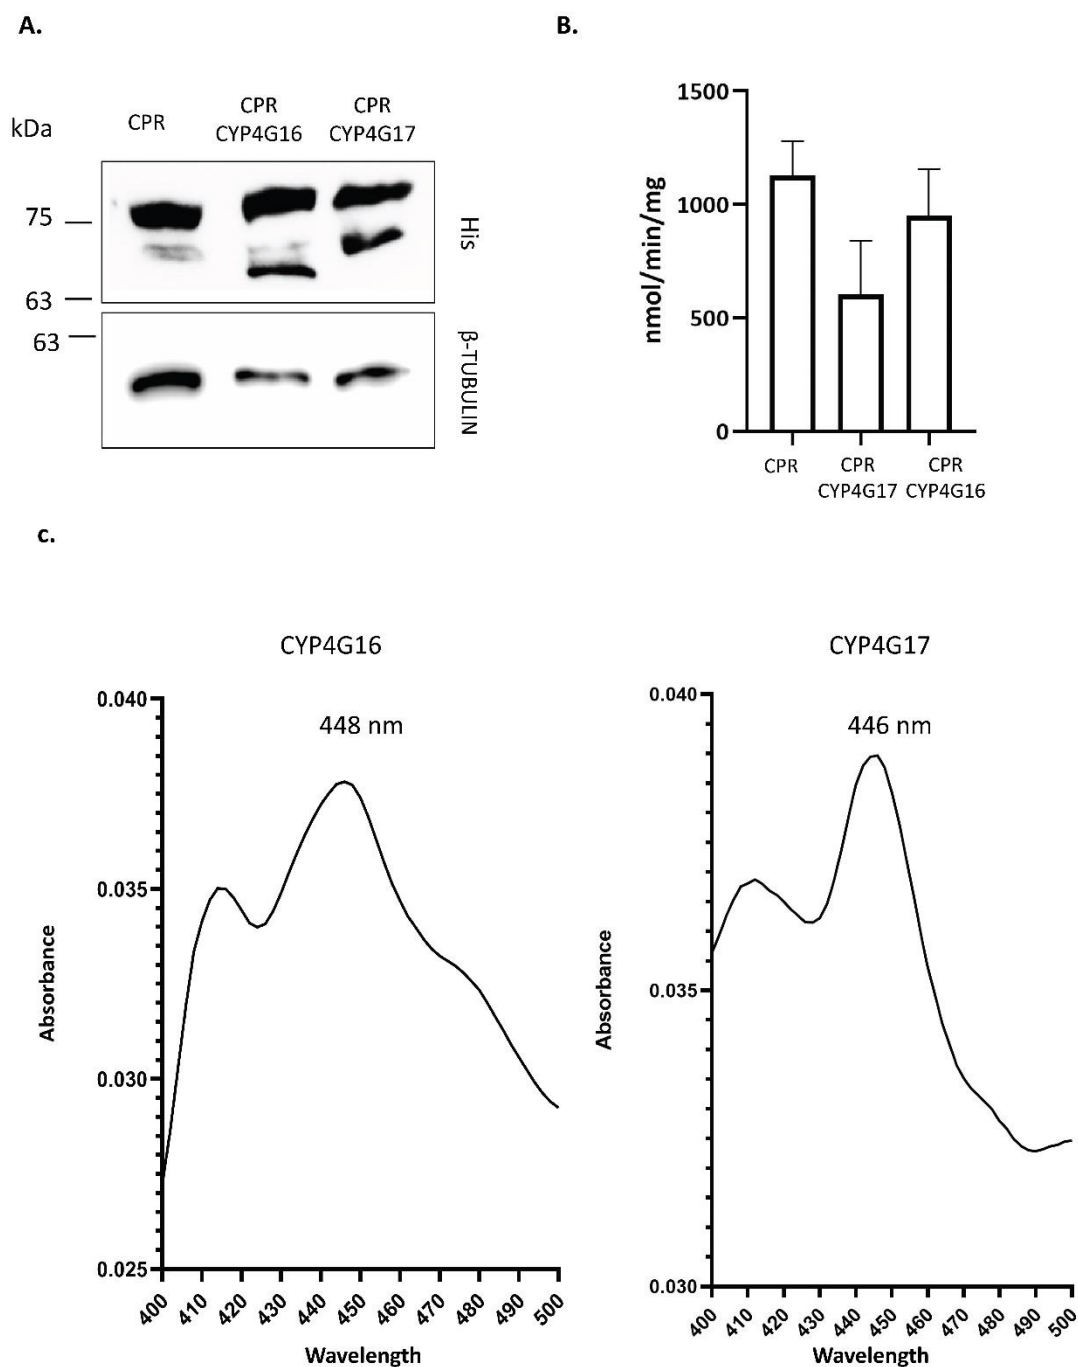 A.
kDa
CPR
CPR
CYP4G16
CPR
CYP4G17
75
63
63
His
β-TUBULIN
B.
nmol/min/mg
1500
1000
500
0
CPR
CPR
CYP4G17
CPR
CYP4G16
c.
CYP4G16
448 nm
Absorbance
0.040
0.035
0.030
0.025
400 410 420 430 440 450 460 470 480 490 500
Wavelength
CYP4G17
446 nm
Absorbance
0.040
0.035
0.030
400 410 420 430 440 450 460 470 480 490 500
Wavelength